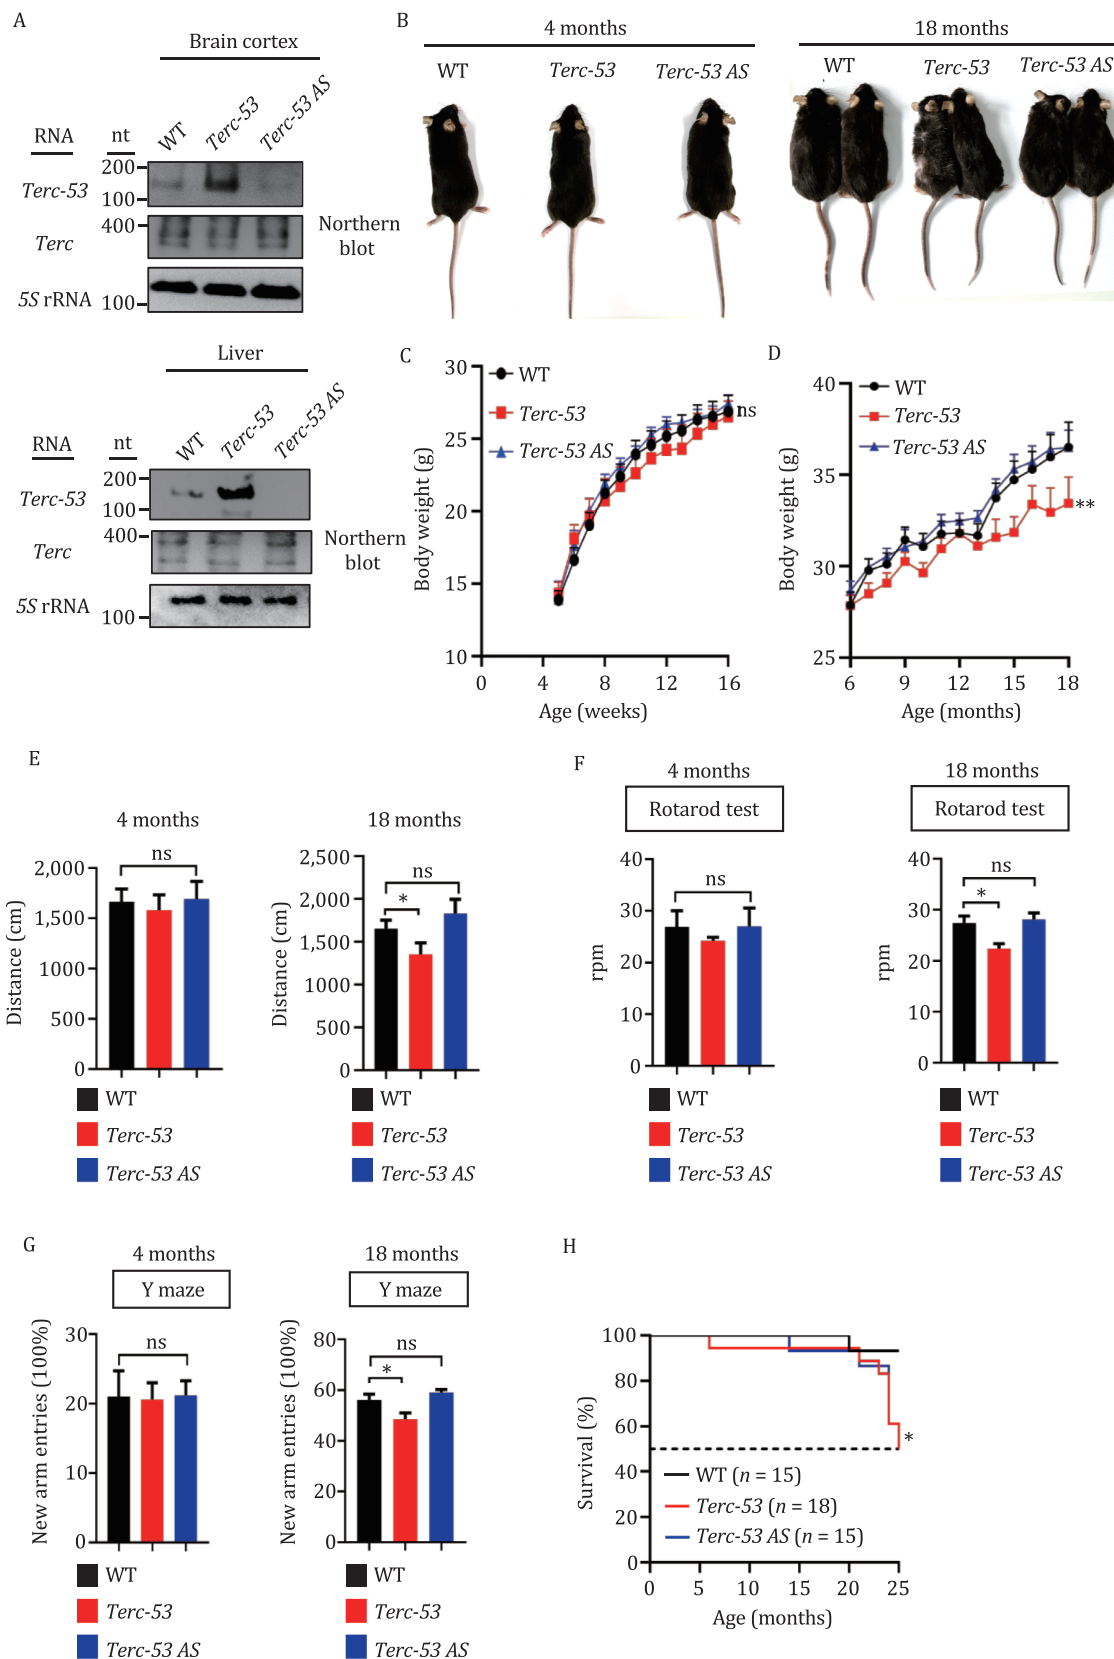 A
Brain cortex
RNA
nt
WT
Terc-53
Terc-53 AS
Terc-53
200
100
Terc
400
Northern
blot
5S rRNA
100
Liver
RNA
nt
WT
Terc-53
Terc-53 AS
Terc-53
200
100
Terc
400
Northern
blot
5S rRNA
100
B
4 months
WT
Terc-53
Terc-53 AS
18 months
WT
Terc-53
Terc-53 AS
C
Body weight (g)
30
25
20
15
10
WT
Terc-53
Terc-53 AS
ns
0 4 8 12 16
Age (weeks)
D
Body weight (g)
40
35
30
25
WT
Terc-53
Terc-53 AS
**
6 9 12 15 18
Age (months)
E
4 months
Distance (cm)
2,000
1,500
1000
500
0
ns
WT
Terc-53
Terc-53 AS
18 months
Distance (cm)
2,500
2,000
1,500
1000
500
0
ns
*
WT
Terc-53
Terc-53 AS
F
4 months
Rotarod test
rpm
40
30
20
10
0
ns
WT
Terc-53
Terc-53 AS
18 months
Rotarod test
rpm
40
30
20
10
0
ns
*
WT
Terc-53
Terc-53 AS
G
4 months
Y maze
New arm entries (100%)
30
20
10
0
ns
WT
Terc-53
Terc-53 AS
18 months
Y maze
New arm entries (100%)
80
60
40
20
0
ns
*
WT
Terc-53
Terc-53 AS
H
Survival (%)
100
80
60
40
20
0
*
WT (n = 15)
Terc-53 (n = 18)
Terc-53 AS (n = 15)
0 5 10 15 20 25
Age (months)